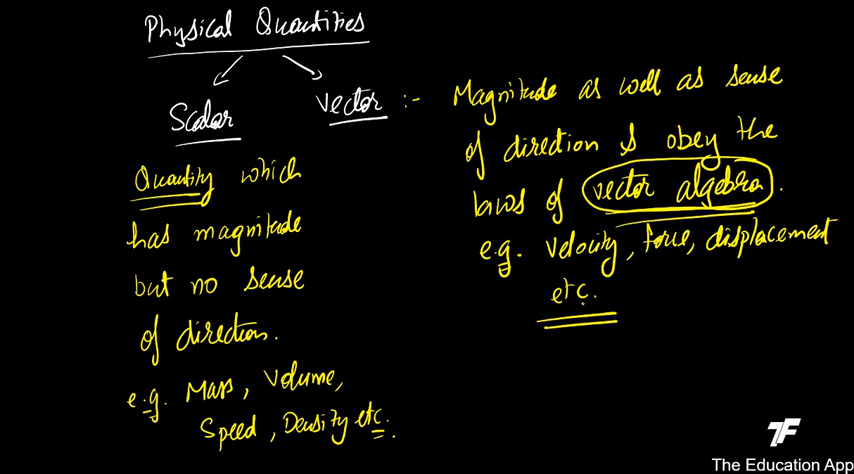 Physical Quantities
Scalar
Quantity which
has magnitude
but no sense
of direction.
e.g. Mass, Volume,
Speed, Density etc.
Vector :- Magnitude as well as sense
of direction & obey the
laws of vector algebra.
e.g. Velocity, force, displacement
etc.
The Education App